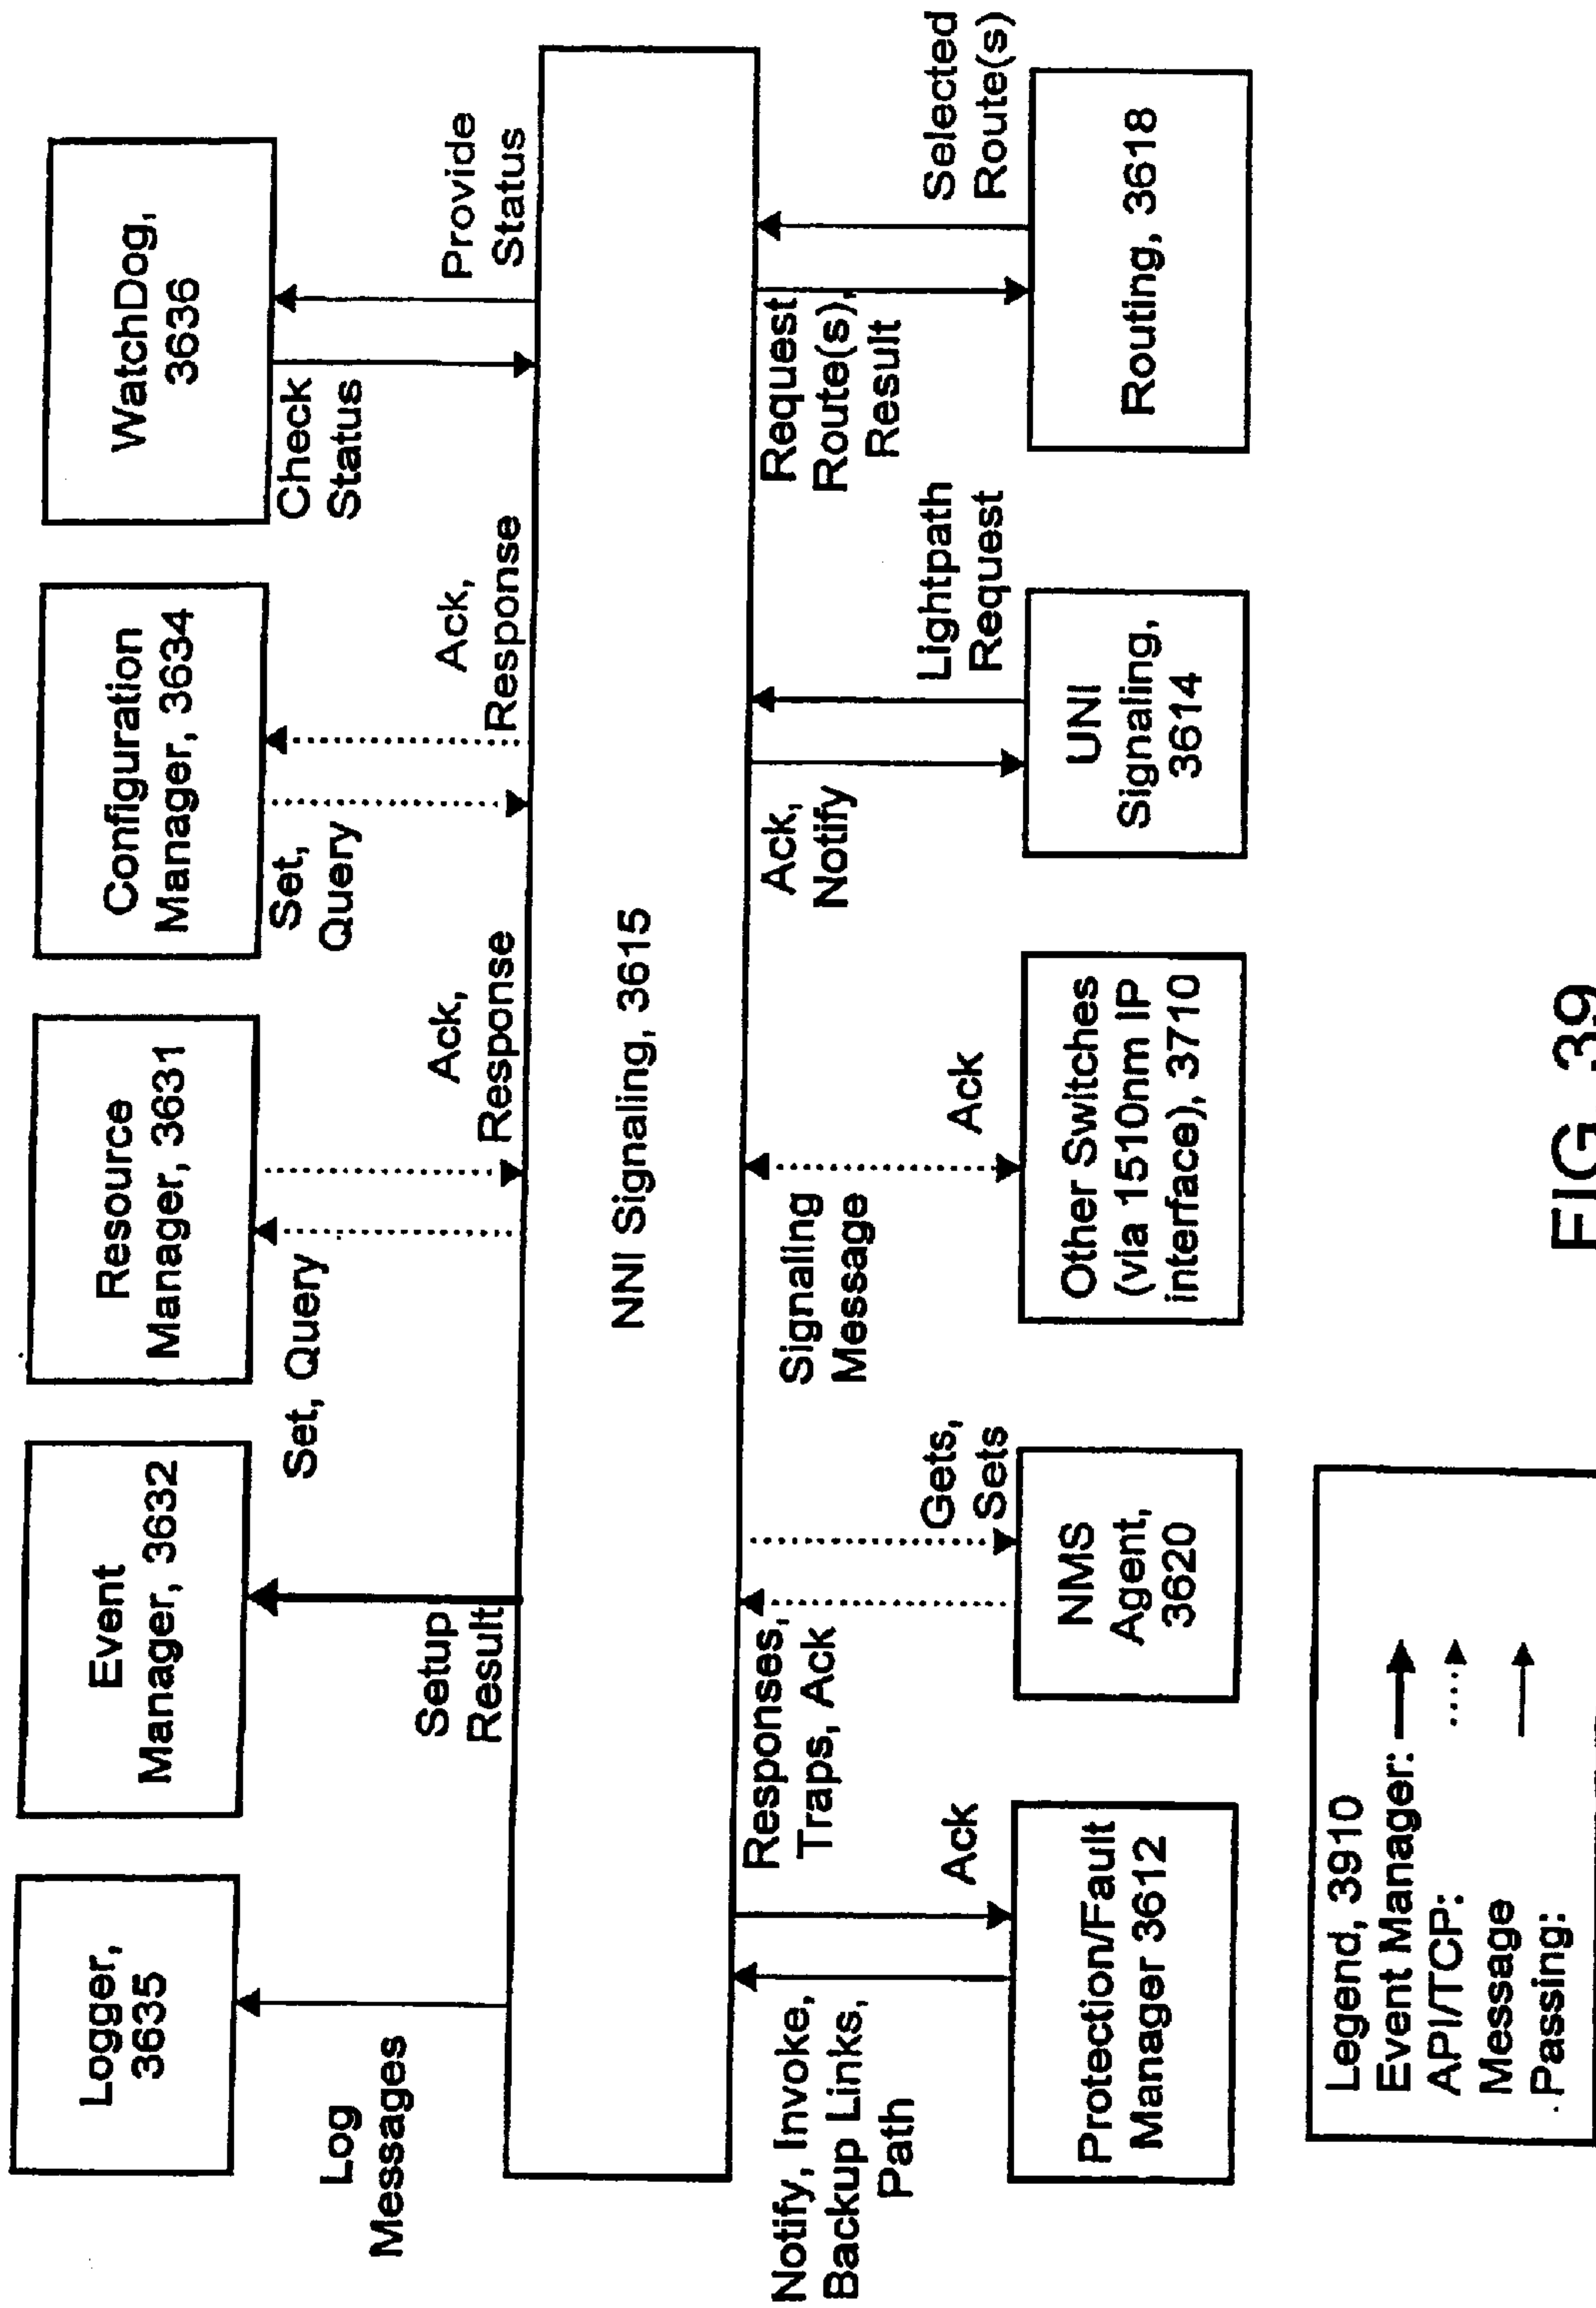 Logger,
3635
Event
Manager, 3632
Resource
Manager, 3631
Configuration
Manager, 3634
WatchDog,
3636
Log
Messages
Setup
Result
Set, Query
Ack,
Response
Set,
Query
Ack,
Response
Check
Status
Provide
Status
NNI Signaling, 3615
Notify, Invoke,
Backup Links,
Path
Ack
Responses,
Traps, Ack
Gets,
Sets
Signaling
Message
Ack
Ack,
Notify
Lightpath
Request
Request
Route(s),
Result
Selected
Route(s)
Protection/Fault
Manager 3612
NMS
Agent,
3620
Other Switches
(via 1510nm IP
interface), 3710
UNI
Signaling,
3614
Routing, 3618
Legend, 3910
Event Manager:
API/TCP:
Message
Passing:
FIG 39